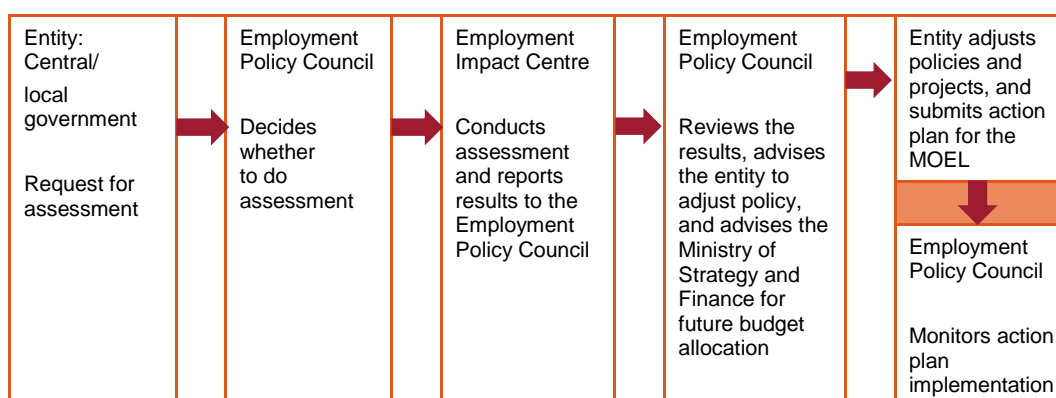 Entity:
Central/
local
government
Request for
assessment
Employment
Policy Council
Decides
whether
to do
assessment
Employment
Impact Centre
Conducts
assessment
and reports
results to the
Employment
Policy Council
Employment
Policy Council
Reviews the
results, advises
the entity to
adjust policy,
and advises the
Ministry of
Strategy and
Finance for
future budget
allocation
Entity adjusts
policies and
projects, and
submits action
plan for the
MOEL
Employment
Policy Council
Monitors action
plan
implementation